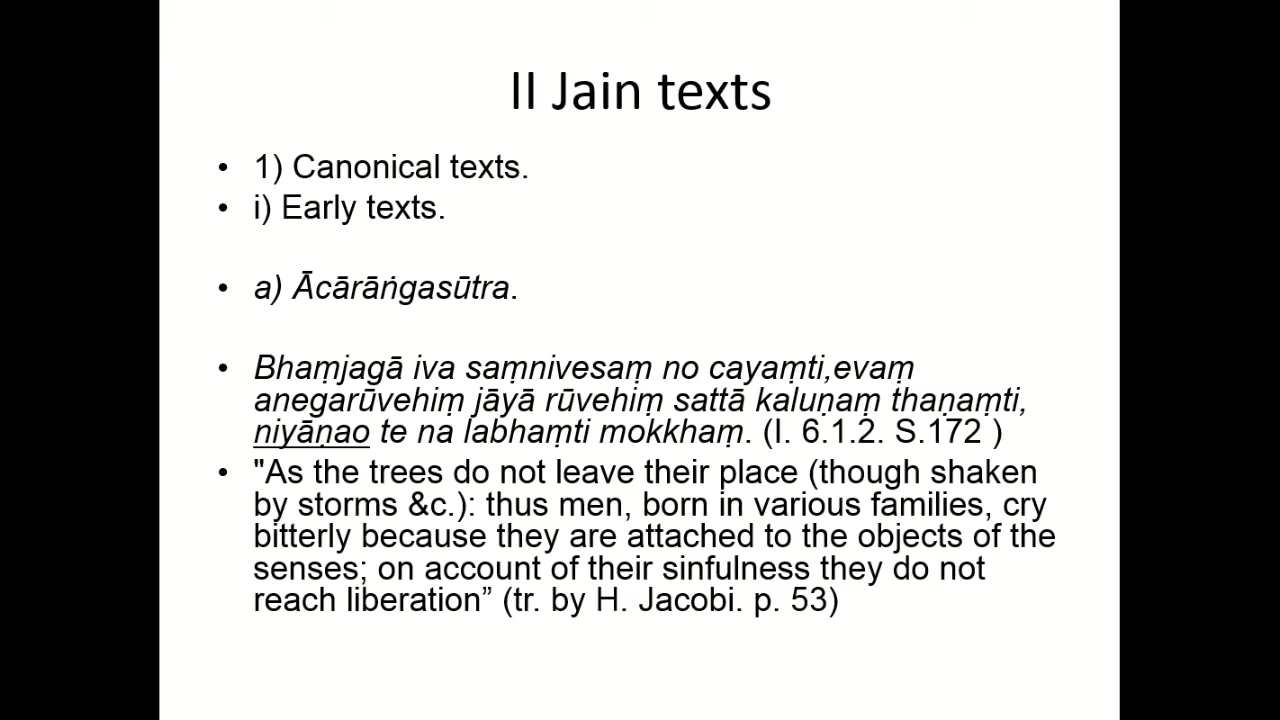 II Jain texts
• 1) Canonical texts.
• i) Early texts.
• a) Ācārāṅgasūtra.
• Bhaṃjagā iva saṃnivesaṃ no cayaṃti,evaṃ
anegarūvehiṃ jāyā rūvehiṃ sattā kaluṇaṃ thaṇaṃti,
niyāṇao te na labhaṃti mokkhaṃ. (I. 6.1.2. S.172 )
• "As the trees do not leave their place (though shaken
by storms &c.): thus men, born in various families, cry
bitterly because they are attached to the objects of the
senses; on account of their sinfulness they do not
reach liberation” (tr. by H. Jacobi. p. 53)